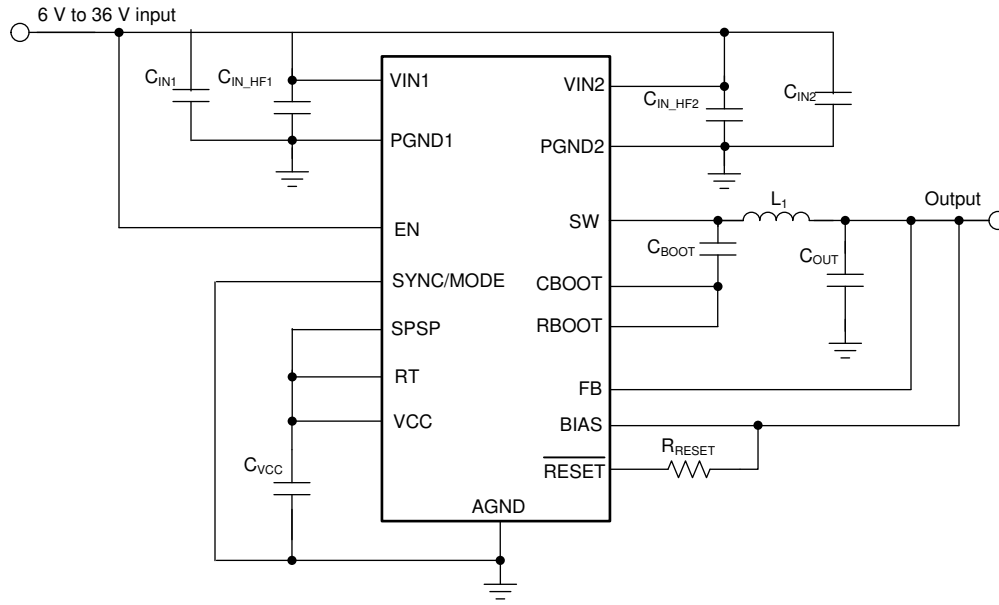 6 V to 36 V input
C_IN1
C_IN_HF1
VIN1
PGND1
EN
SYNC/MODE
SPSP
RT
VCC
C_VCC
AGND
VIN2
PGND2
SW
CBOOT
RBOOT
FB
BIAS
RESET
C_IN_HF2
C_IN2
L_1
Output
C_BOOT
C_OUT
R_RESET